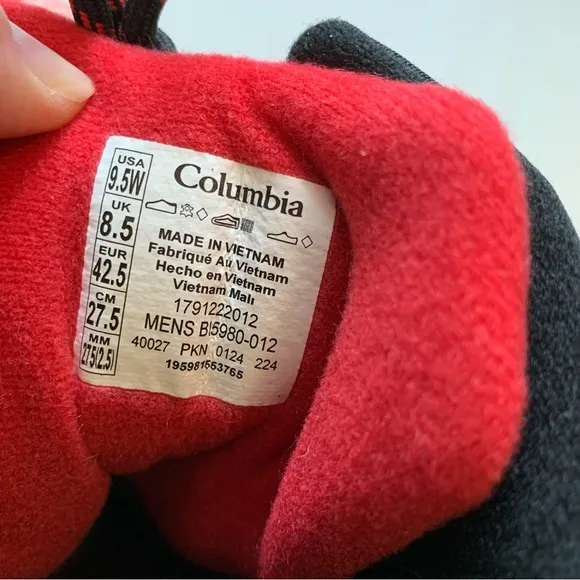 USA
9.5W
UK
8.5
EUR
42.5
CM
27.5
MM
275(2.5)
Columbia
MADE IN VIETNAM
Fabriqué Au Vietnam
Hecho en Vietnam
Vietnam Malı
1791222012
MENS BI5980-012
40027 PKN 0124 224
195981553765